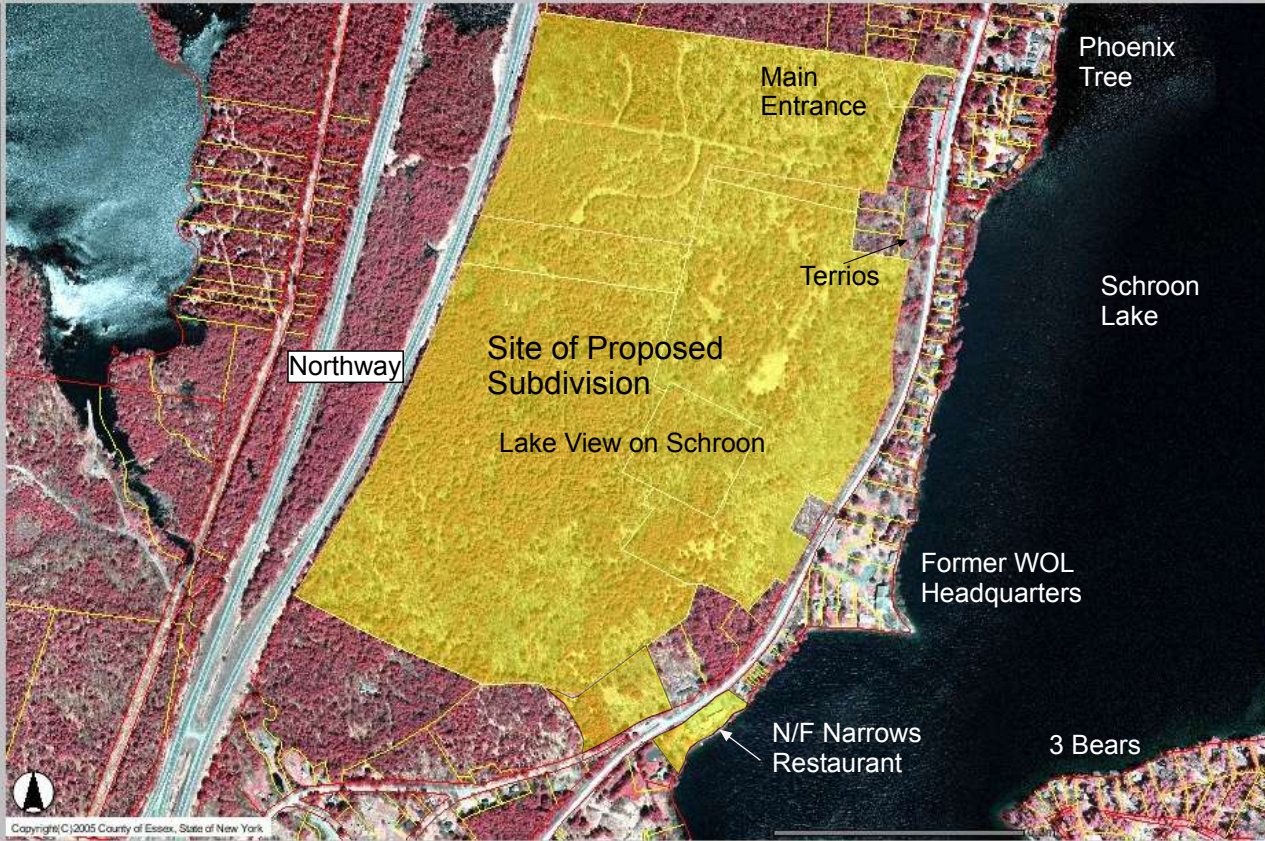 Phoenix
Tree
Main
Entrance
Terrios
Schroon
Lake
Northway
Site of Proposed
Subdivision
Lake View on Schroon
Former WOL
Headquarters
N/F Narrows
Restaurant
3 Bears
Copyright(C)2005 County of Essex, State of New York